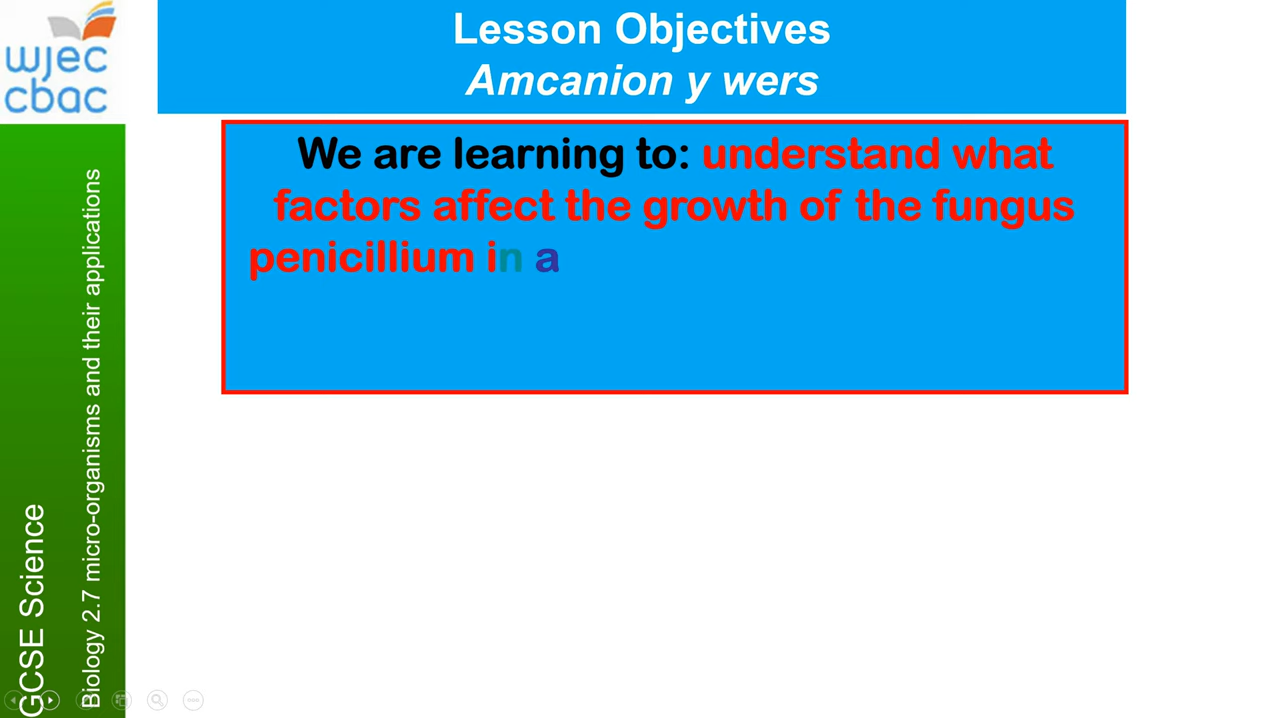 wjec
cbac
Lesson Objectives
Amcanion y wers
We are learning to: understand what
factors affect the growth of the fungus
penicillium in a
GCSE Science
Biology 2.7 micro-organisms and their applications